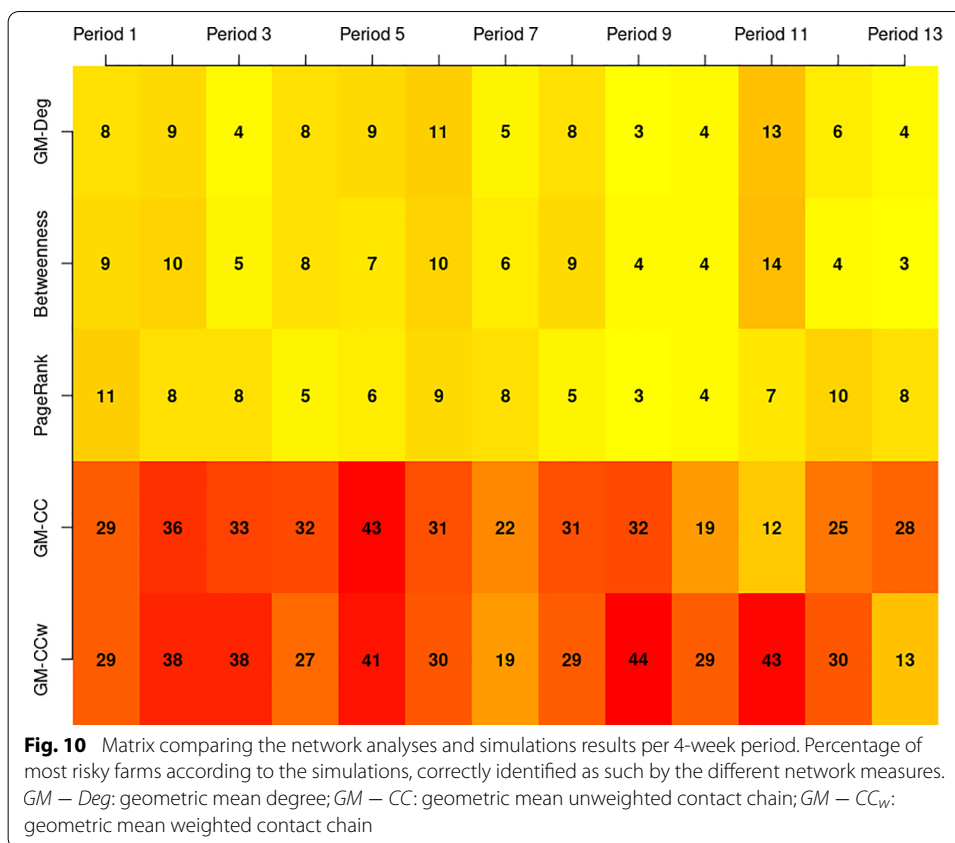 Period 1 Period 3 Period 5 Period 7 Period 9 Period 11 Period 13
GM-Deg 8 9 4 8 9 11 5 8 3 4 13 6 4
Betweenness 9 10 5 8 7 10 6 9 4 4 14 4 3
PageRank 11 8 8 5 6 9 8 5 3 4 7 10 8
GM-CC 29 36 33 32 43 31 22 31 32 19 12 25 28
GM-CCw 29 38 38 27 41 30 19 29 44 29 43 30 13
Fig. 10 Matrix comparing the network analyses and simulations results per 4-week period. Percentage of
most risky farms according to the simulations, correctly identified as such by the different network measures.
GM − Deg: geometric mean degree; GM − CC: geometric mean unweighted contact chain; GM − CCw:
geometric mean weighted contact chain